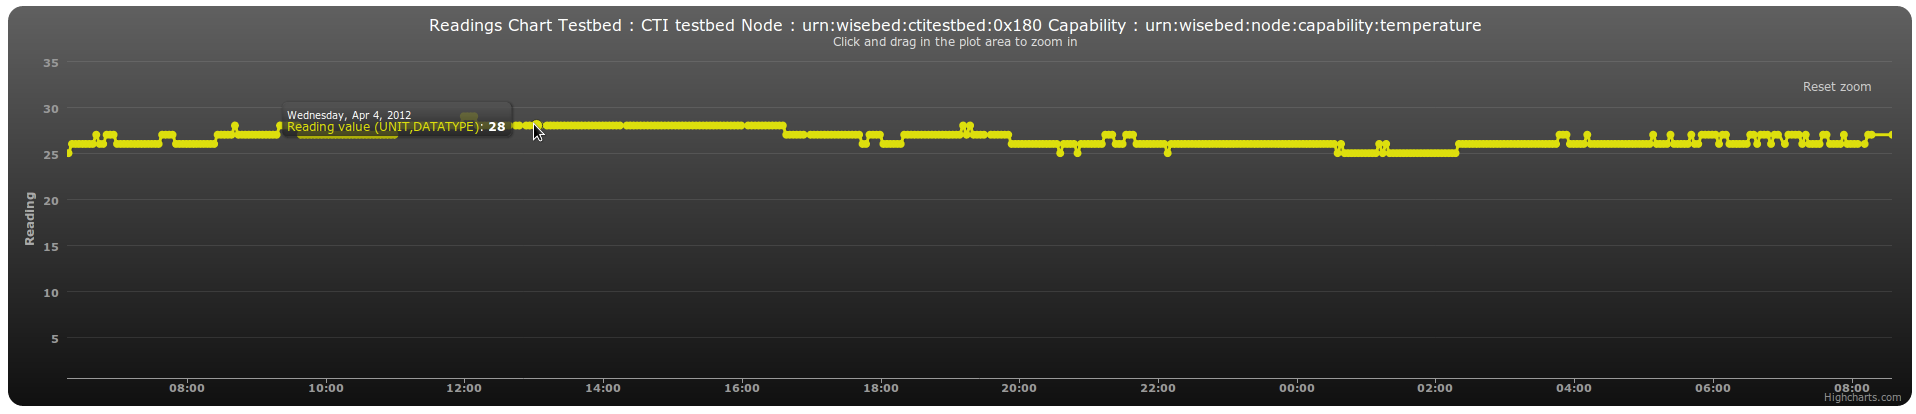 Readings Chart Testbed : CTI testbed Node : urn:wisebed:ctitestbed:0x180 Capability : urn:wisebed:node:capability:temperature
Click and drag in the plot area to zoom in
Reset zoom
Reading
35
30
25
20
15
10
5
Wednesday, Apr 4, 2012
Reading value (UNIT,DATATYPE): 28
08:00 10:00 12:00 14:00 16:00 18:00 20:00 22:00 00:00 02:00 04:00 06:00 08:00
Highcharts.com